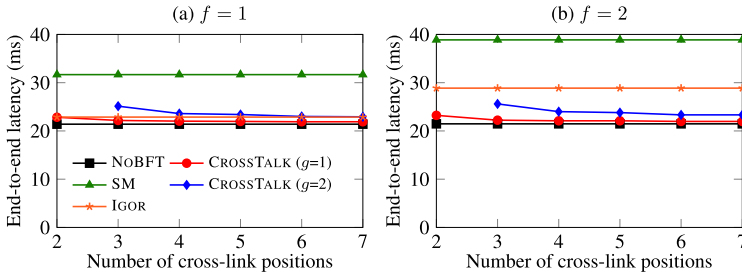 (a) f = 1
End-to-end latency (ms)
40
30
20
10
0
NOBFT
SM
IGOR
CROSSTALK (g=1)
CROSSTALK (g=2)
2 3 4 5 6 7
Number of cross-link positions
(b) f = 2
End-to-end latency (ms)
40
30
20
10
0
2 3 4 5 6 7
Number of cross-link positions